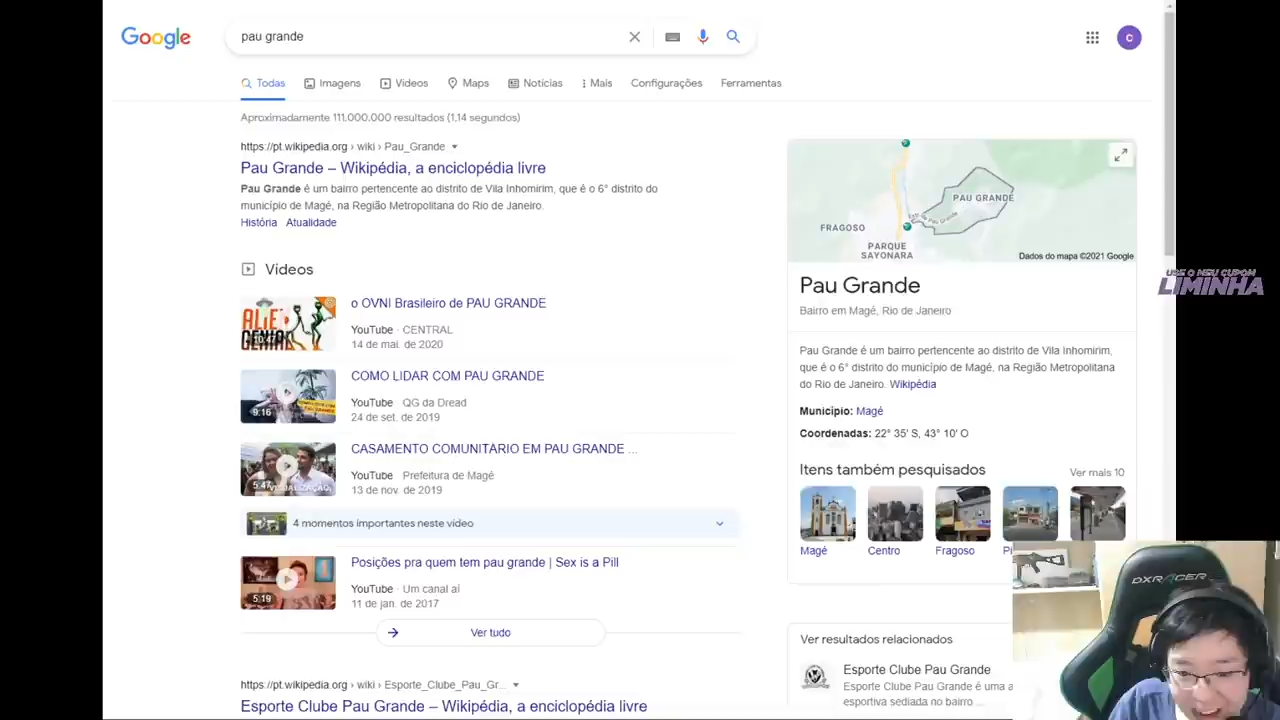 Google
pau grande
C
Todas
Imagens
Vídeos
Maps
Notícias
Mais
Configurações
Ferramentas
Aproximadamente 111.000.000 resultados (1,14 segundos)
https://pt.wikipedia.org › wiki › Pau_Grande
Pau Grande – Wikipédia, a enciclopédia livre
Pau Grande é um bairro pertencente ao distrito de Vila Inhomirim, que é o 6° distrito do
município de Magé, na Região Metropolitana do Rio de Janeiro.
História Atualidade
Vídeos
10:47
o OVNI Brasileiro de PAU GRANDE
YouTube · CENTRAL
14 de mai. de 2020
9:16
COMO LIDAR COM PAU GRANDE
YouTube · QG da Dread
24 de set. de 2019
5:47
CASAMENTO COMUNITÁRIO EM PAU GRANDE ...
YouTube · Prefeitura de Magé
13 de nov. de 2019
4 momentos importantes neste vídeo
5:19
Posições pra quem tem pau grande | Sex is a Pill
YouTube · Um canal aí
11 de jan. de 2017
Ver tudo
https://pt.wikipedia.org › wiki › Esporte_Clube_Pau_Gr...
Esporte Clube Pau Grande – Wikipédia, a enciclopédia livre
PAU GRANDE
Estr. de Pau Grande
FRAGOSO
PARQUE
SAYONARA
Dados do mapa ©2021 Google
Pau Grande
Bairro em Magé, Rio de Janeiro
Pau Grande é um bairro pertencente ao distrito de Vila Inhomirim,
que é o 6° distrito do município de Magé, na Região Metropolitana
do Rio de Janeiro. Wikipédia
Município: Magé
Coordenadas: 22° 35′ S, 43° 10′ O
Itens também pesquisados
Ver mais 10
Magé
Centro
Fragoso
Ver resultados relacionados
Esporte Clube Pau Grande
Esporte Clube Pau Grande é uma a
esportiva sediada no bairro ...
USE O MEU CUPOM
LIMINHA
DXRACER